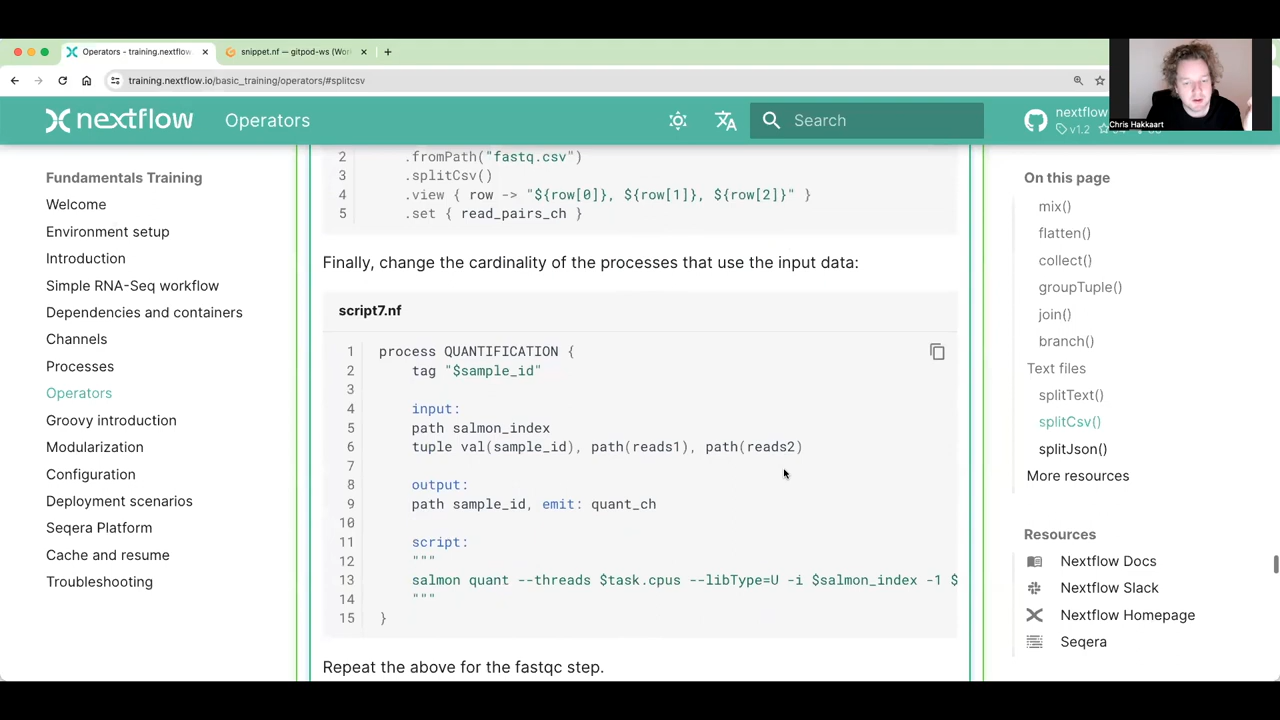 Operators - training.nextflow.
snippet.nf — gitpod-ws (Wor
training.nextflow.io/basic_training/operators/#splitcsv
Chris Hakkaart
nextflow
Operators
Search
nextflow
v1.2
Fundamentals Training
Welcome
Environment setup
Introduction
Simple RNA-Seq workflow
Dependencies and containers
Channels
Processes
Operators
Groovy introduction
Modularization
Configuration
Deployment scenarios
Seqera Platform
Cache and resume
Troubleshooting
2 .fromPath("fastq.csv")
3 .splitCsv()
4 .view { row -> "${row[0]}, ${row[1]}, ${row[2]}" }
5 .set { read_pairs_ch }
Finally, change the cardinality of the processes that use the input data:
script7.nf
1 process QUANTIFICATION {
2 tag "$sample_id"
3
4 input:
5 path salmon_index
6 tuple val(sample_id), path(reads1), path(reads2)
7
8 output:
9 path sample_id, emit: quant_ch
10
11 script:
12 """
13 salmon quant --threads $task.cpus --libType=U -i $salmon_index -1 $
14 """
15 }
Repeat the above for the fastqc step.
On this page
mix()
flatten()
collect()
groupTuple()
join()
branch()
Text files
splitText()
splitCsv()
splitJson()
More resources
Resources
Nextflow Docs
Nextflow Slack
Nextflow Homepage
Seqera